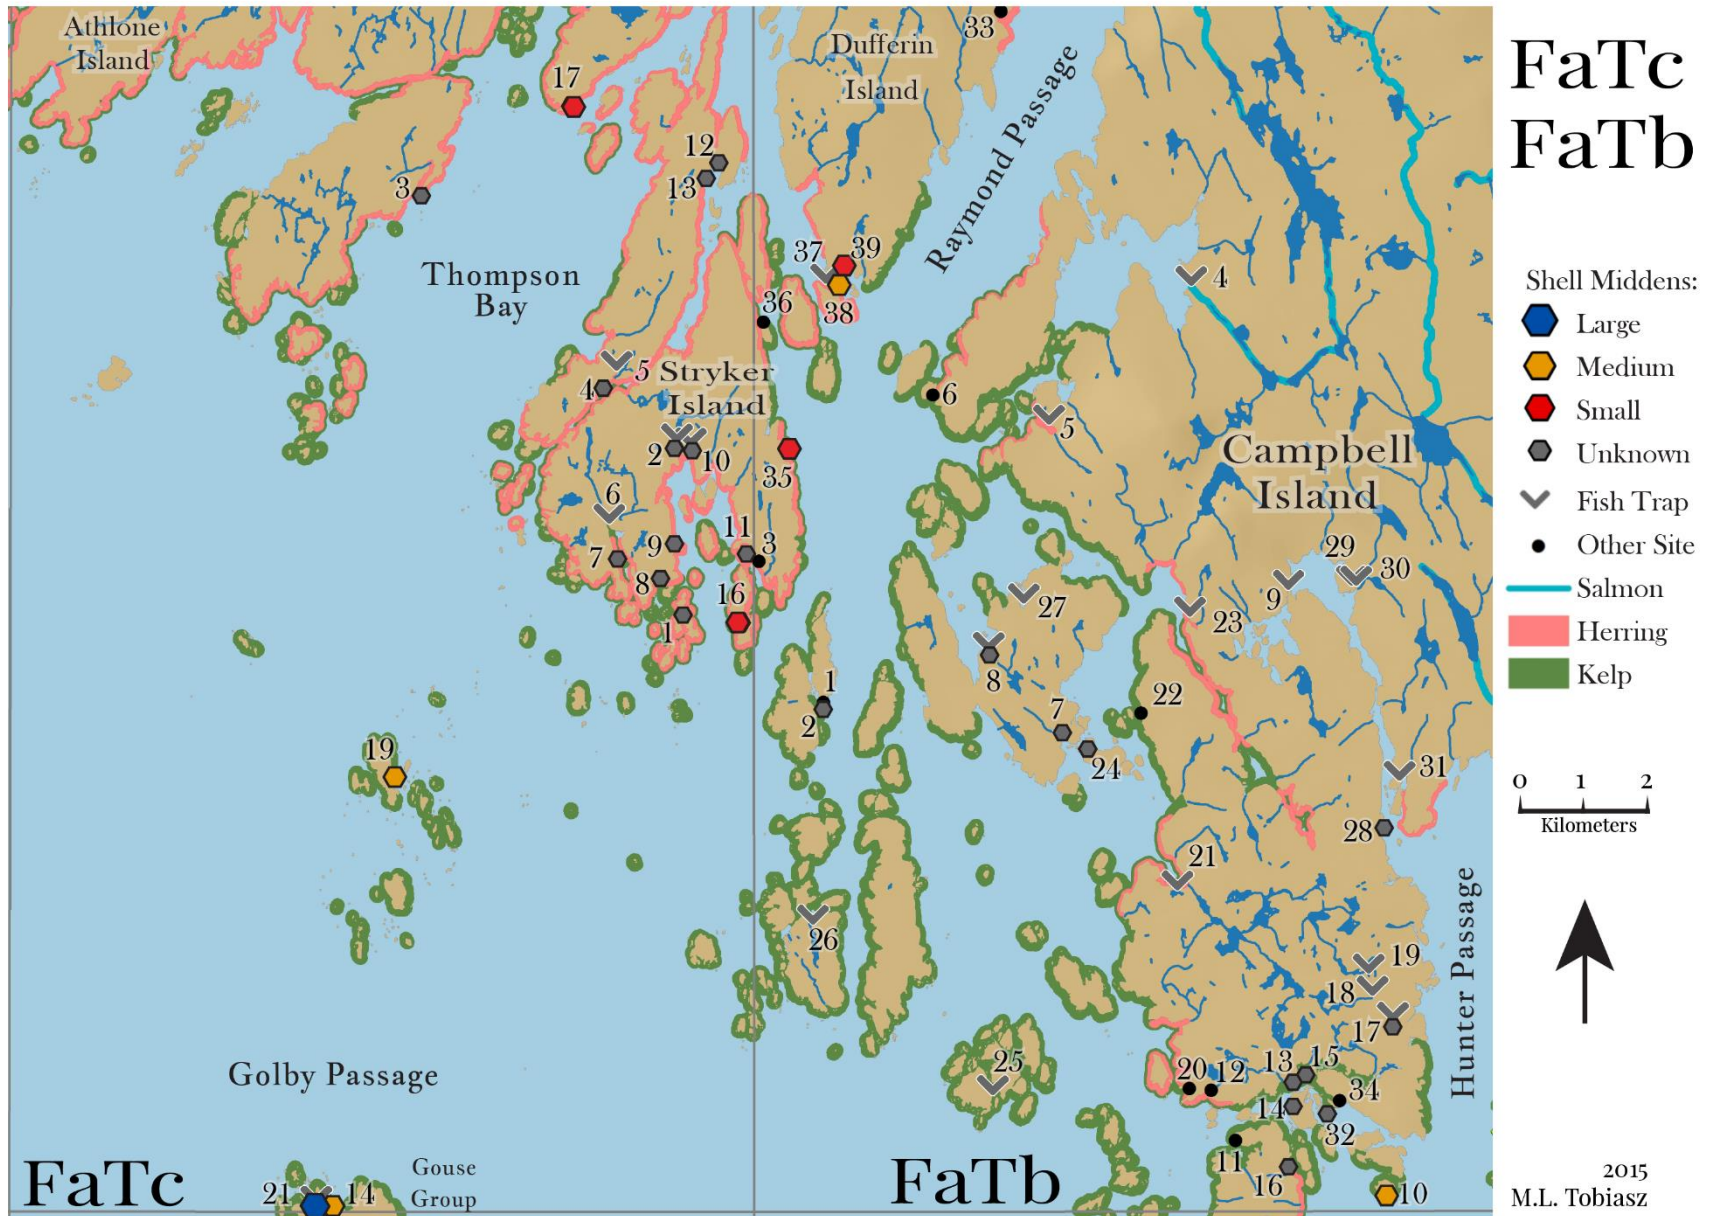 Athlone
Island
Dufferin
Island
33
Raymond Passage
17
12
13
3
Thompson
Bay
37
39
38
36
4
5
4
Stryker
Island
6
5
2
10
35
Campbell
Island
6
7
9
8
11
3
16
1
27
8
23
9
29
30
1
2
7
24
22
31
28
19
21
26
Hunter Passage
19
18
17
Golby Passage
25
13
15
20
12
34
14
32
11
16
10
FaTc
21
14
Gouse
Group
FaTb
FaTc
FaTb
Shell Middens:
Large
Medium
Small
Unknown
Fish Trap
Other Site
Salmon
Herring
Kelp
0 1 2
Kilometers
2015
M.L. Tobiasz